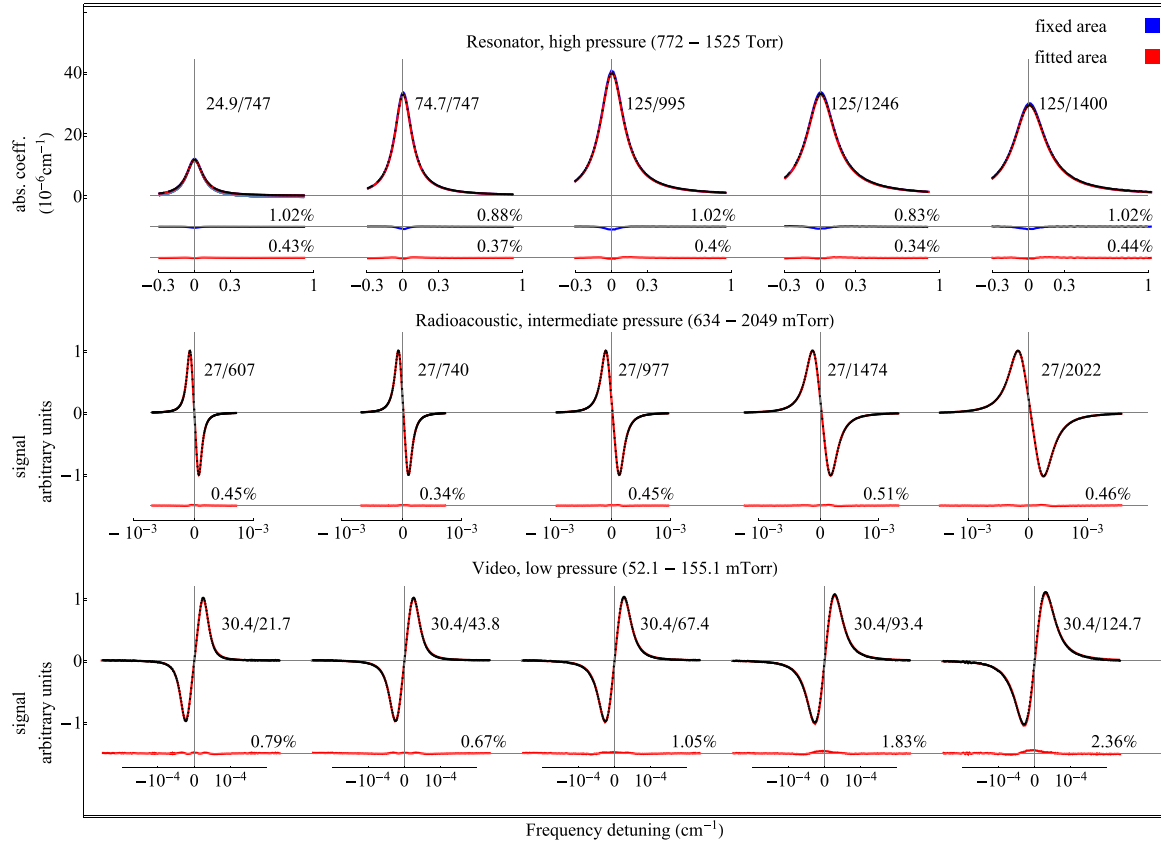 fixed area
Resonator, high pressure (772 − 1525 Torr)
fitted area
abs. coeff.
(10⁻⁶cm⁻¹)
40
20
0
24.9/747
74.7/747
125/995
125/1246
125/1400
1.02%
0.88%
1.02%
0.83%
1.02%
0.43%
0.37%
0.4%
0.34%
0.44%
−0.3 0 0.3 1
−0.3 0 0.3 1
−0.3 0 0.3 1
−0.3 0 0.3 1
−0.3 0 0.3 1
Radioacoustic, intermediate pressure (634 − 2049 mTorr)
signal
arbitrary units
1
0
−1
27/607
27/740
27/977
27/1474
27/2022
0.45%
0.34%
0.45%
0.51%
0.46%
−10⁻³ 0 10⁻³
−10⁻³ 0 10⁻³
−10⁻³ 0 10⁻³
−10⁻³ 0 10⁻³
−10⁻³ 0 10⁻³
Video, low pressure (52.1 − 155.1 mTorr)
signal
arbitrary units
1
0
−1
30.4/21.7
30.4/43.8
30.4/67.4
30.4/93.4
30.4/124.7
0.79%
0.67%
1.05%
1.83%
2.36%
−10⁻⁴ 0 10⁻⁴
−10⁻⁴ 0 10⁻⁴
−10⁻⁴ 0 10⁻⁴
−10⁻⁴ 0 10⁻⁴
−10⁻⁴ 0 10⁻⁴
Frequency detuning (cm⁻¹)